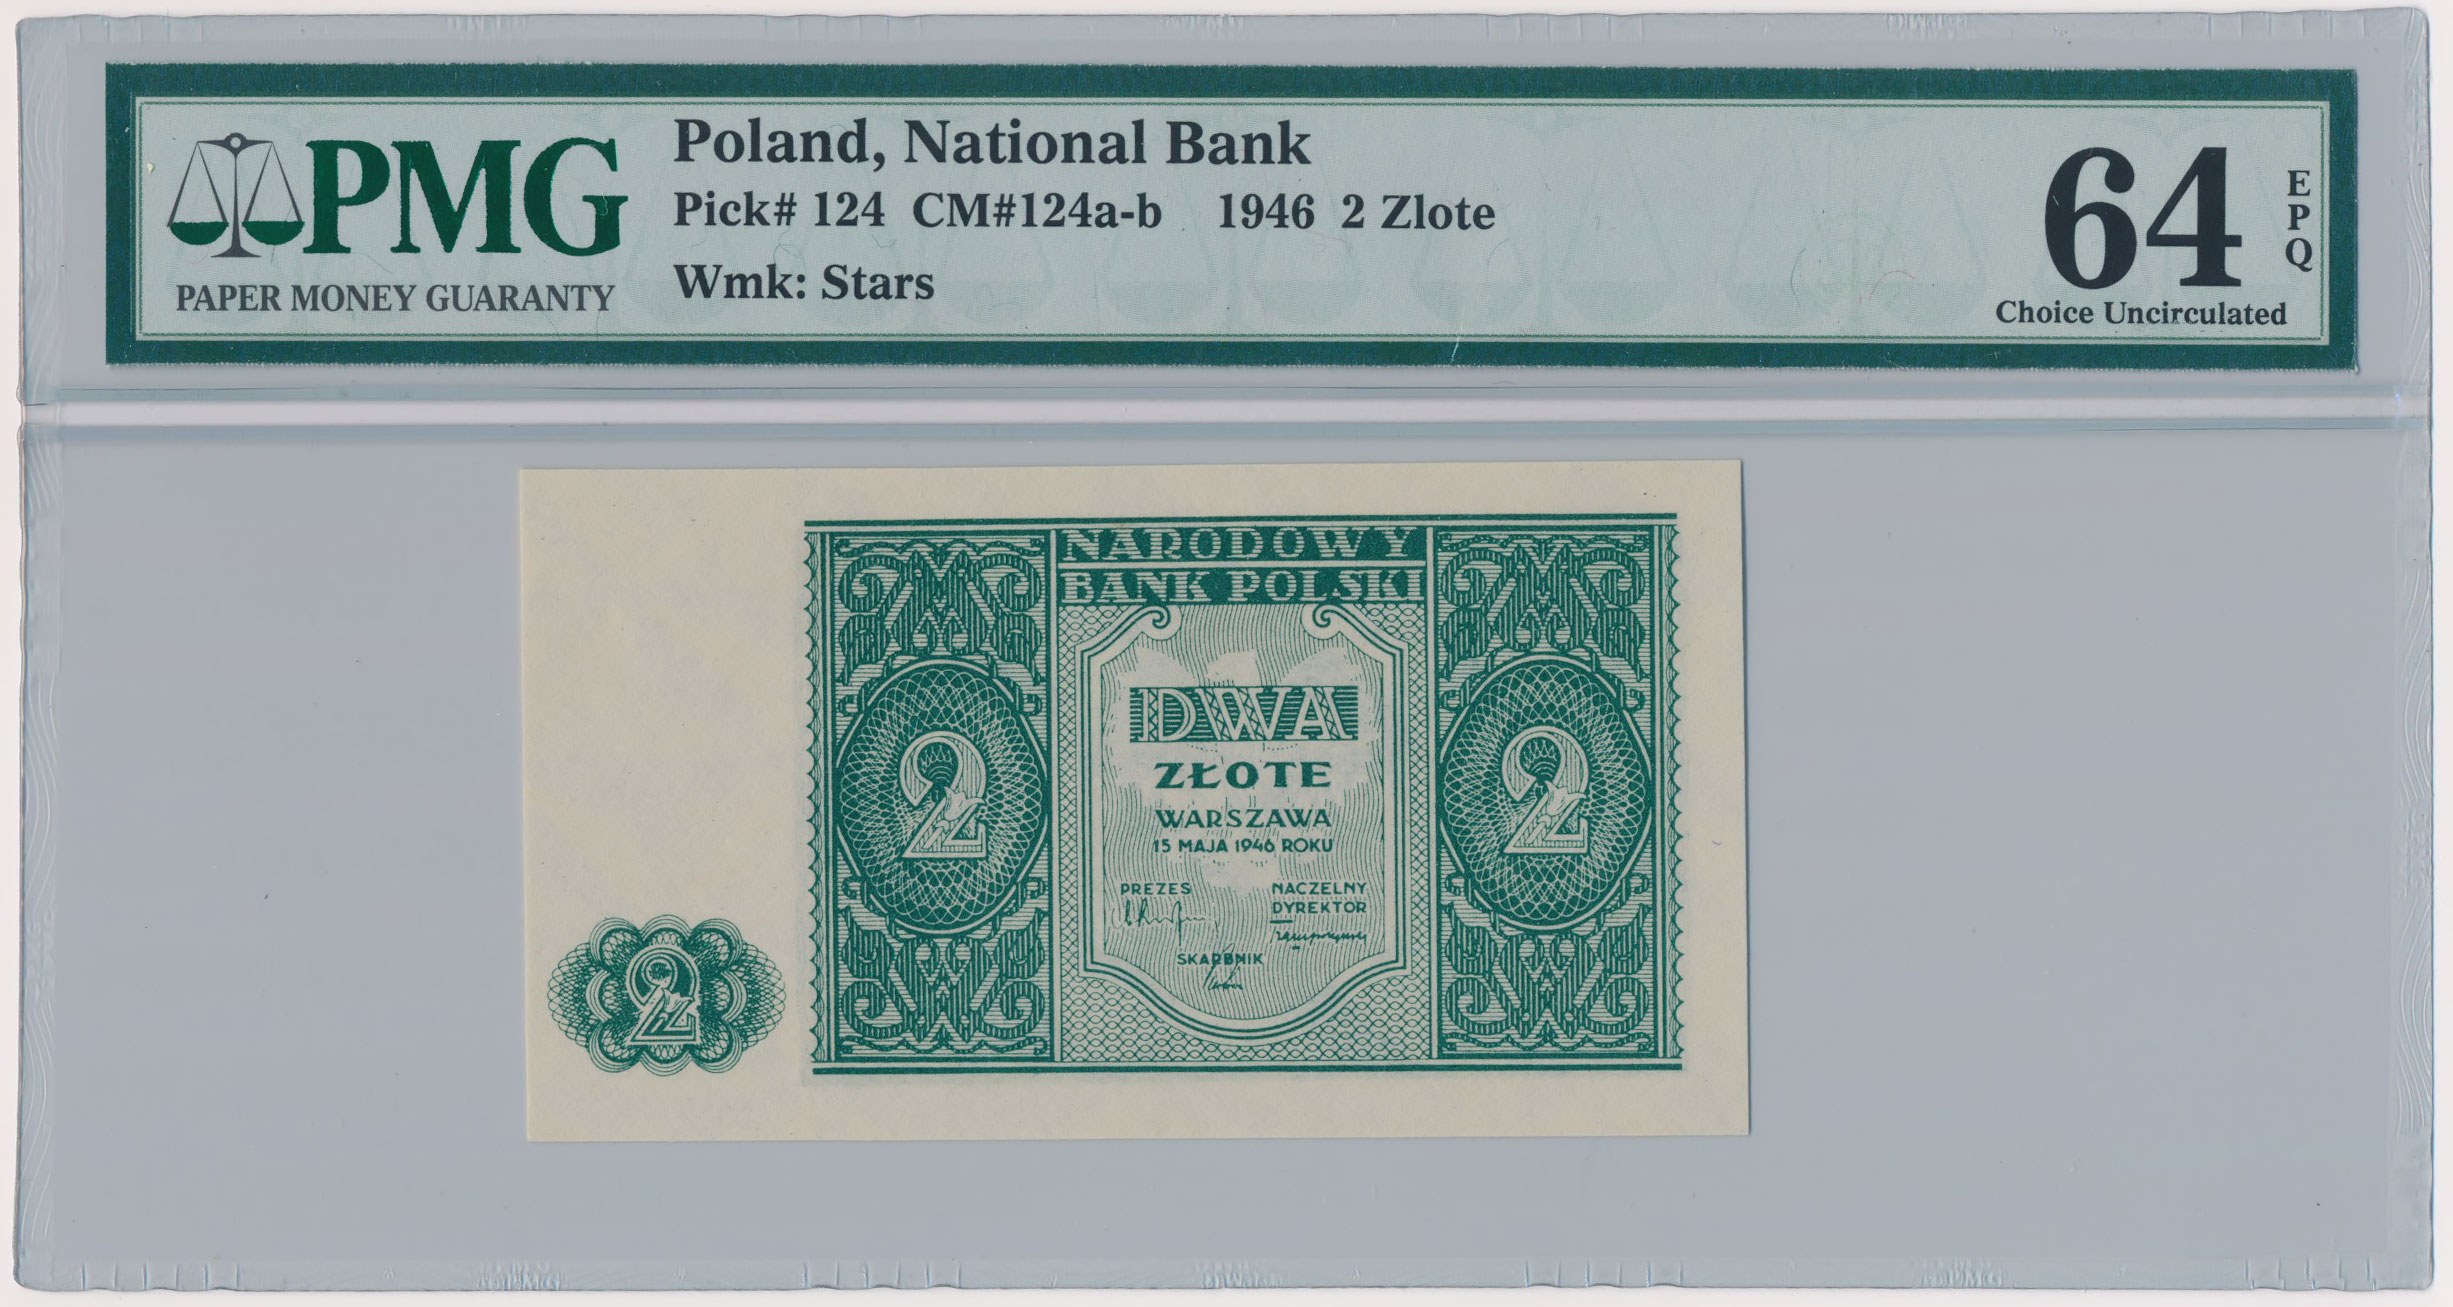 PMG
PAPER MONEY GUARANTY
Poland, National Bank
Pick# 124 CM#124a-b 1946 2 Zlote
Wmk: Stars
64
EPQ
Choice Uncirculated
NARODOWY
BANK POLSKI
DWA
ZŁOTE
WARSZAWA
15 MAJA 1946 ROKU
PREZES
NACZELNY
DYREKTOR
SKARBNIK
2
2
2